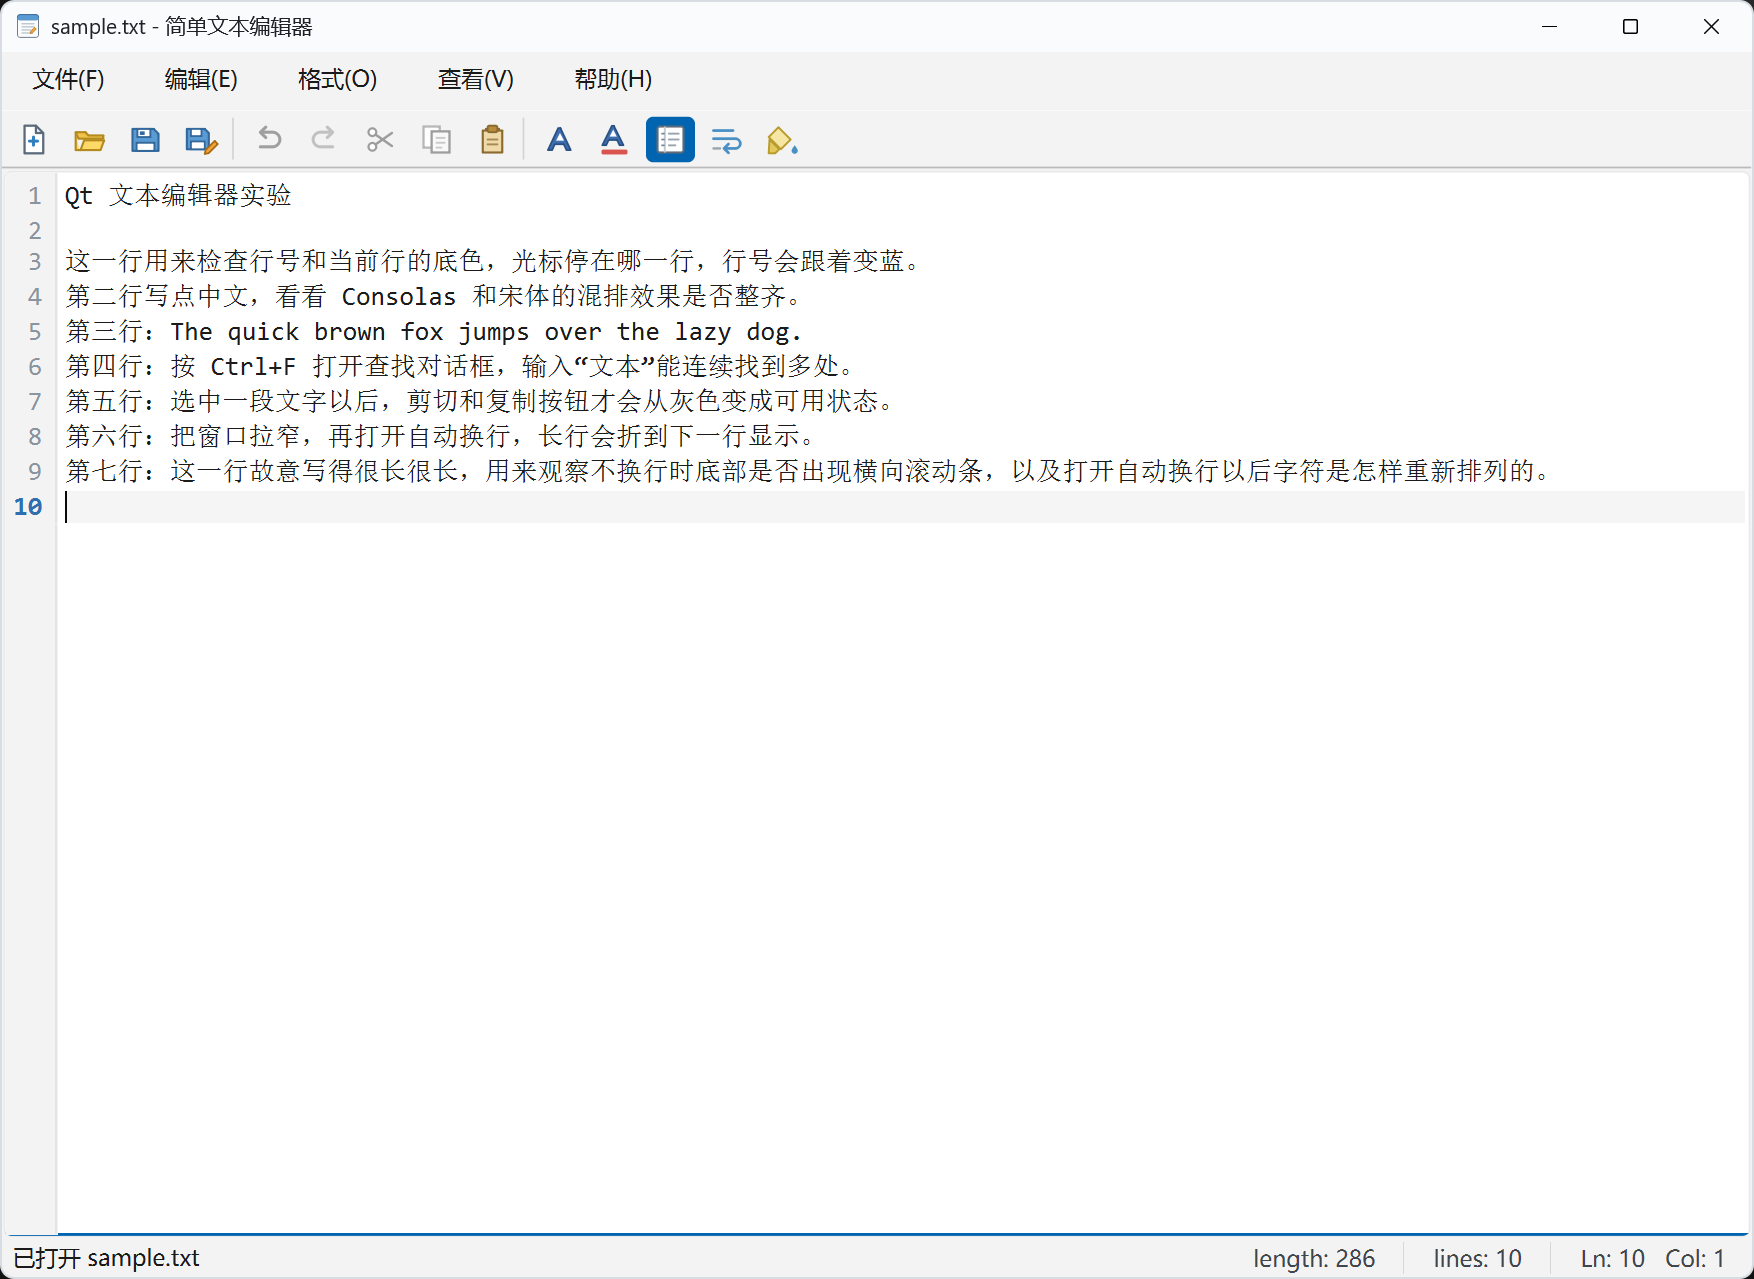 sample.txt - 简单文本编辑器
文件(F) 编辑(E) 格式(O) 查看(V) 帮助(H)
1 Qt 文本编辑器实验
2
3 这一行用来检查行号和当前行的底色，光标停在哪一行，行号会跟着变蓝。
4 第二行写点中文，看看 Consolas 和宋体的混排效果是否整齐。
5 第三行：The quick brown fox jumps over the lazy dog.
6 第四行：按 Ctrl+F 打开查找对话框，输入“文本”能连续找到多处。
7 第五行：选中一段文字以后，剪切和复制按钮才会从灰色变成可用状态。
8 第六行：把窗口拉窄，再打开自动换行，长行会折到下一行显示。
9 第七行：这一行故意写得很长很长，用来观察不换行时底部是否出现横向滚动条，以及打开自动换行以后字符是怎样重新排列的。
10
已打开 sample.txt length: 286 lines: 10 Ln: 10 Col: 1